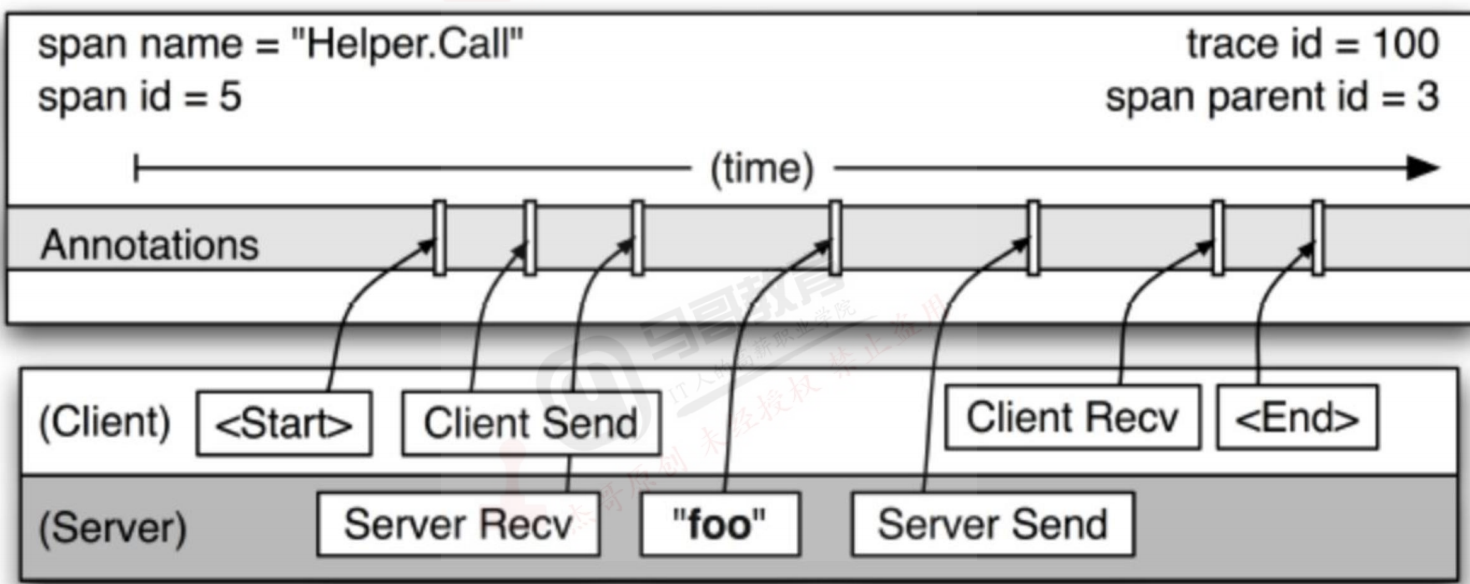 span name = "Helper.Call"
trace id = 100
span id = 5
span parent id = 3
(time)
Annotations
(Client)
<Start>
Client Send
Client Recv
<End>
(Server)
Server Recv
"foo"
Server Send
马哥教育
IT人的高薪职业学院
杰哥原创 未经授权 禁止盗用